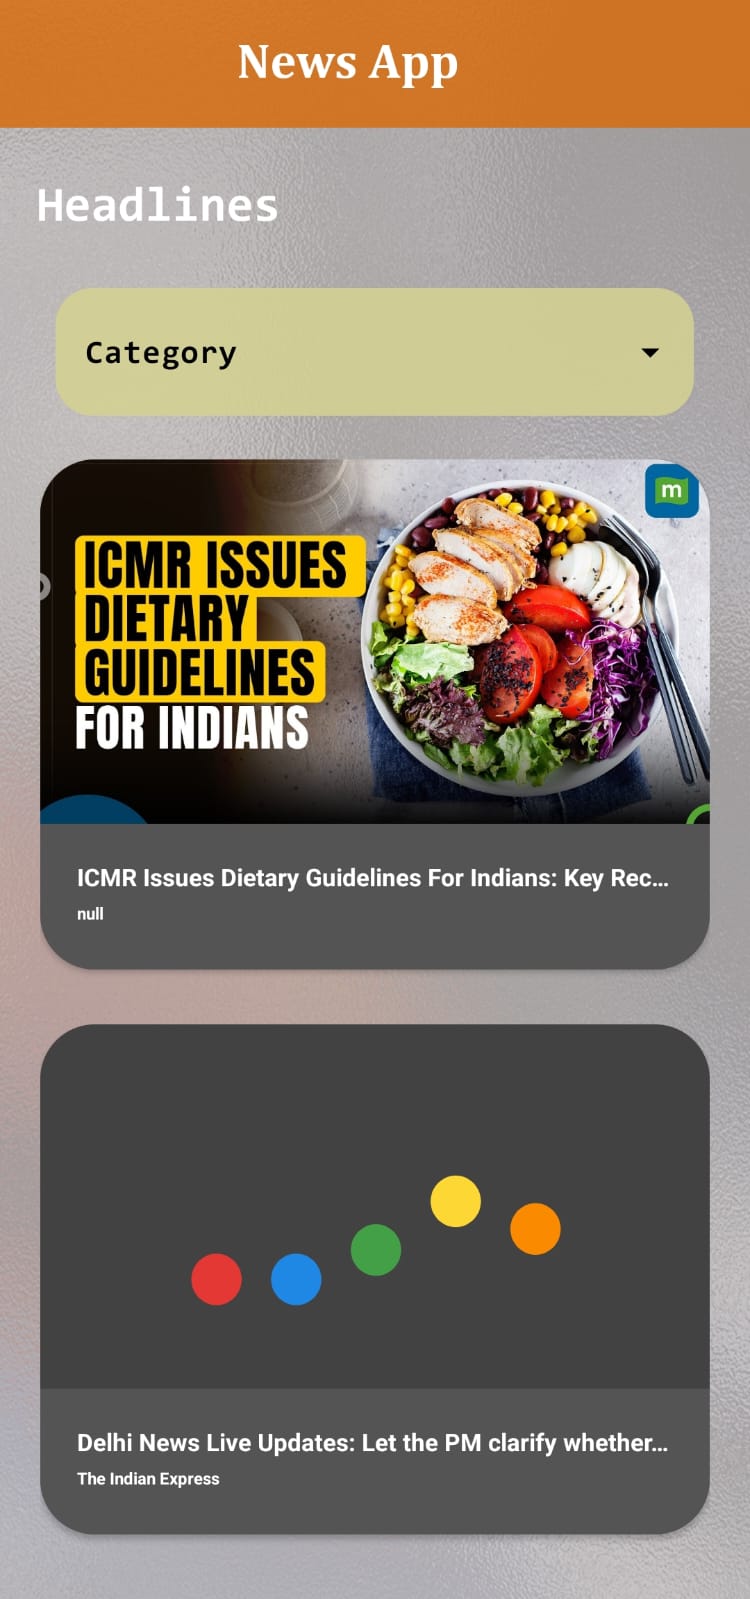 News App
Headlines
Category
m
ICMR ISSUES
DIETARY
GUIDELINES
FOR INDIANS
ICMR Issues Dietary Guidelines For Indians: Key Rec...
null
Delhi News Live Updates: Let the PM clarify whether...
The Indian Express